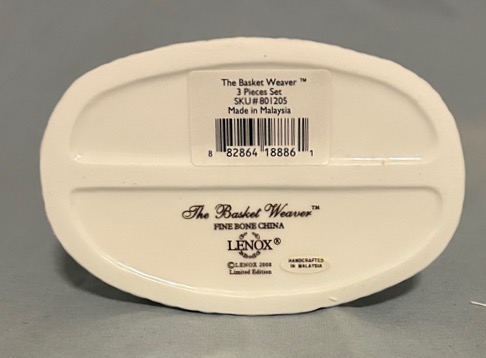 The Basket Weaver ™
3 Pieces Set
SKU#801205
Made in Malaysia
8 82864 18886 1
The Basket Weaver™
FINE BONE CHINA
LENOX®
©LENOX 2008
Limited Edition
HANDCRAFTED
IN MALAYSIA